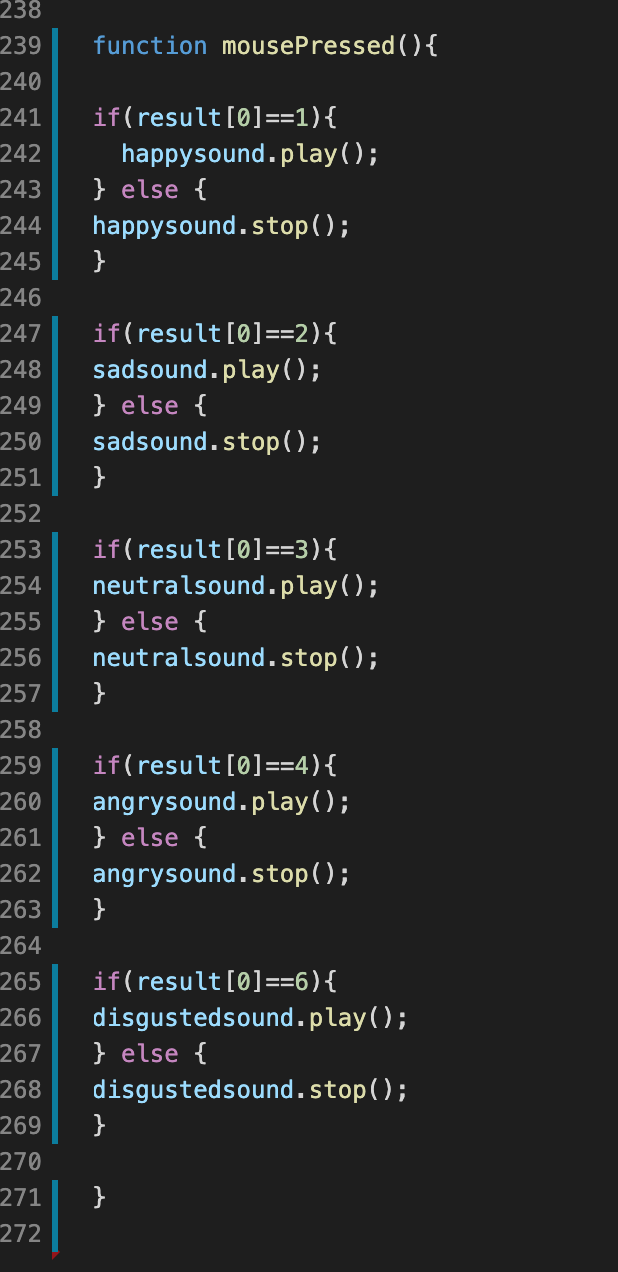 238
239 function mousePressed(){
240
241 if(result[0]==1){
242   happysound.play();
243 } else {
244 happysound.stop();
245 }
246
247 if(result[0]==2){
248 sadsound.play();
249 } else {
250 sadsound.stop();
251 }
252
253 if(result[0]==3){
254 neutralsound.play();
255 } else {
256 neutralsound.stop();
257 }
258
259 if(result[0]==4){
260 angrysound.play();
261 } else {
262 angrysound.stop();
263 }
264
265 if(result[0]==6){
266 disgustedsound.play();
267 } else {
268 disgustedsound.stop();
269 }
270
271 }
272